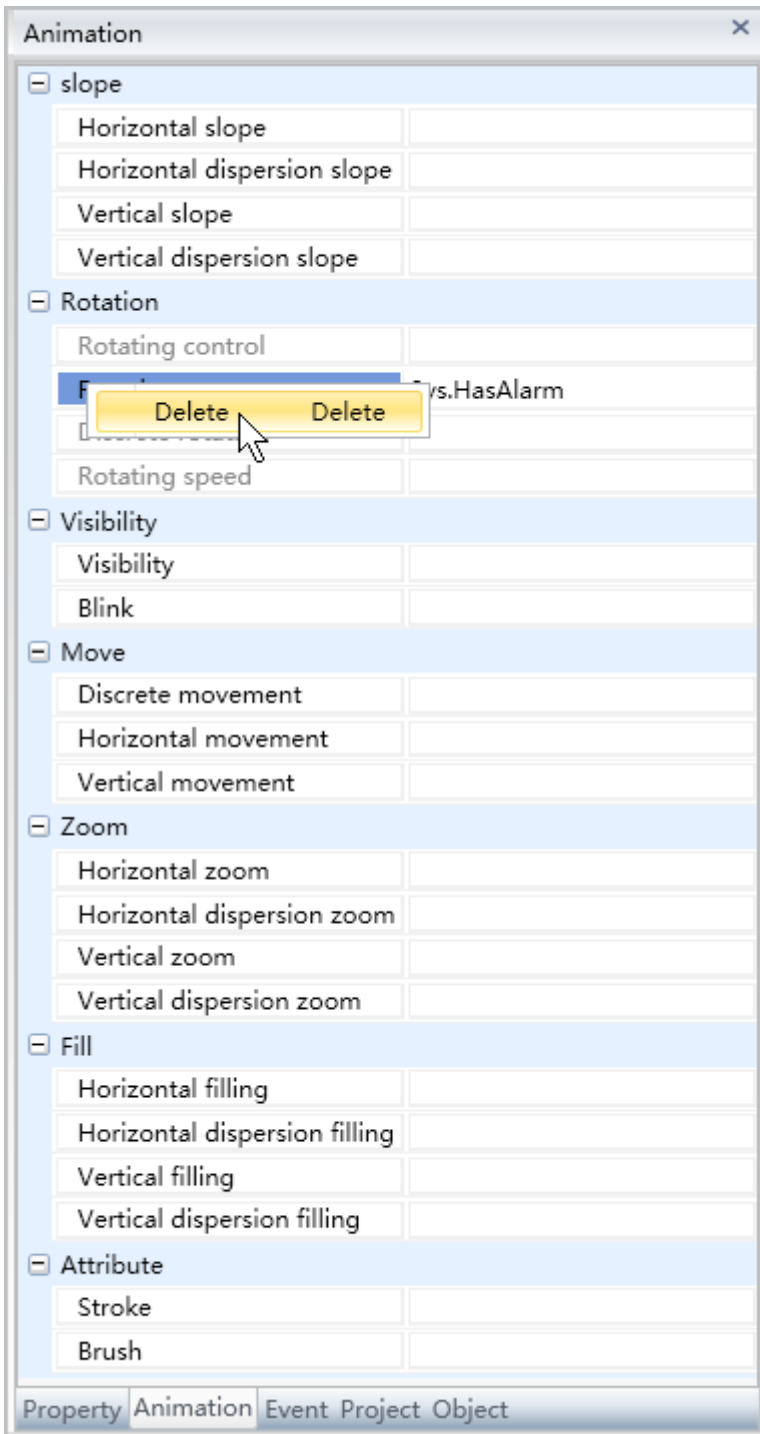 Animation
slope
Horizontal slope
Horizontal dispersion slope
Vertical slope
Vertical dispersion slope
Rotation
Rotating control
Sys.HasAlarm
Delete Delete
Rotating speed
Visibility
Visibility
Blink
Move
Discrete movement
Horizontal movement
Vertical movement
Zoom
Horizontal zoom
Horizontal dispersion zoom
Vertical zoom
Vertical dispersion zoom
Fill
Horizontal filling
Horizontal dispersion filling
Vertical filling
Vertical dispersion filling
Attribute
Stroke
Brush
Property Animation Event Project Object